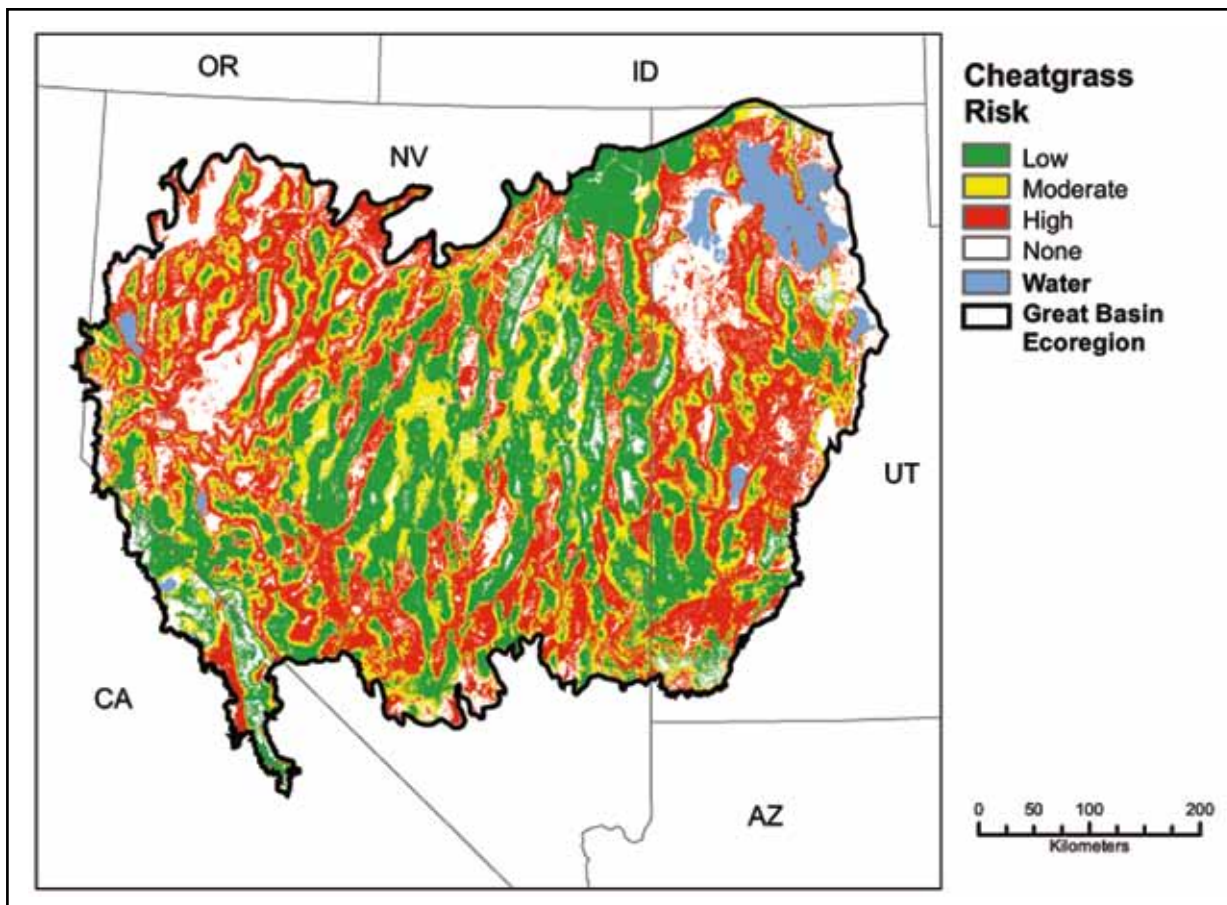 OR
ID
NV
UT
CA
AZ
Cheatgrass
Risk
Low
Moderate
High
None
Water
Great Basin
Ecoregion
0 50 100 200
Kilometers